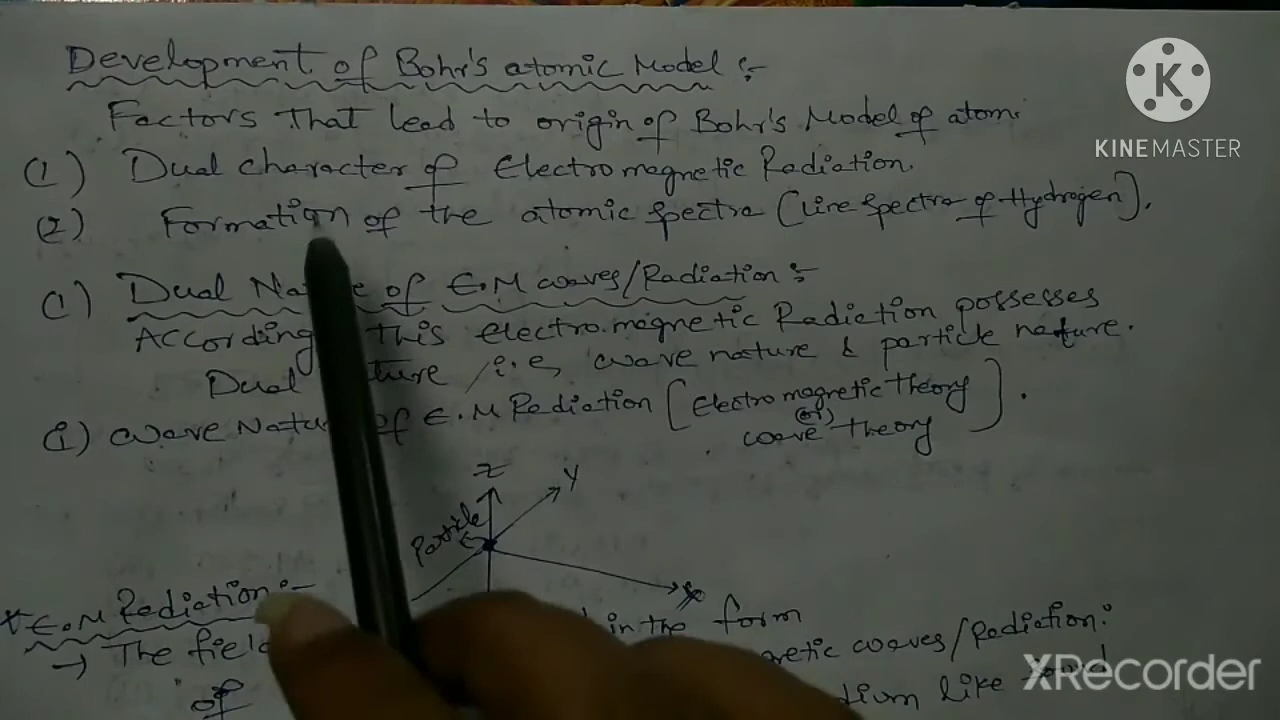 Development of Bohr's atomic Model :-
Factors That lead to origin of Bohr's Model of atom.
(1) Dual character of Electromagnetic Radiation.
(2) Formation of the atomic spectra (Line Spectra of Hydrogen).
(1) Dual of E.M waves/Radiation :-
According This electromagnetic Radiation possesses
Dual i.e, wave nature & particle nature.
(i) wave of E.M Radiation [Electromagnetic Theory
(or)
wave Theory].
z
y
Particle
x
* E.M Radiation :-
→ The in the form
of waves/Radiation.
like
K
KINEMASTER
XRecorder